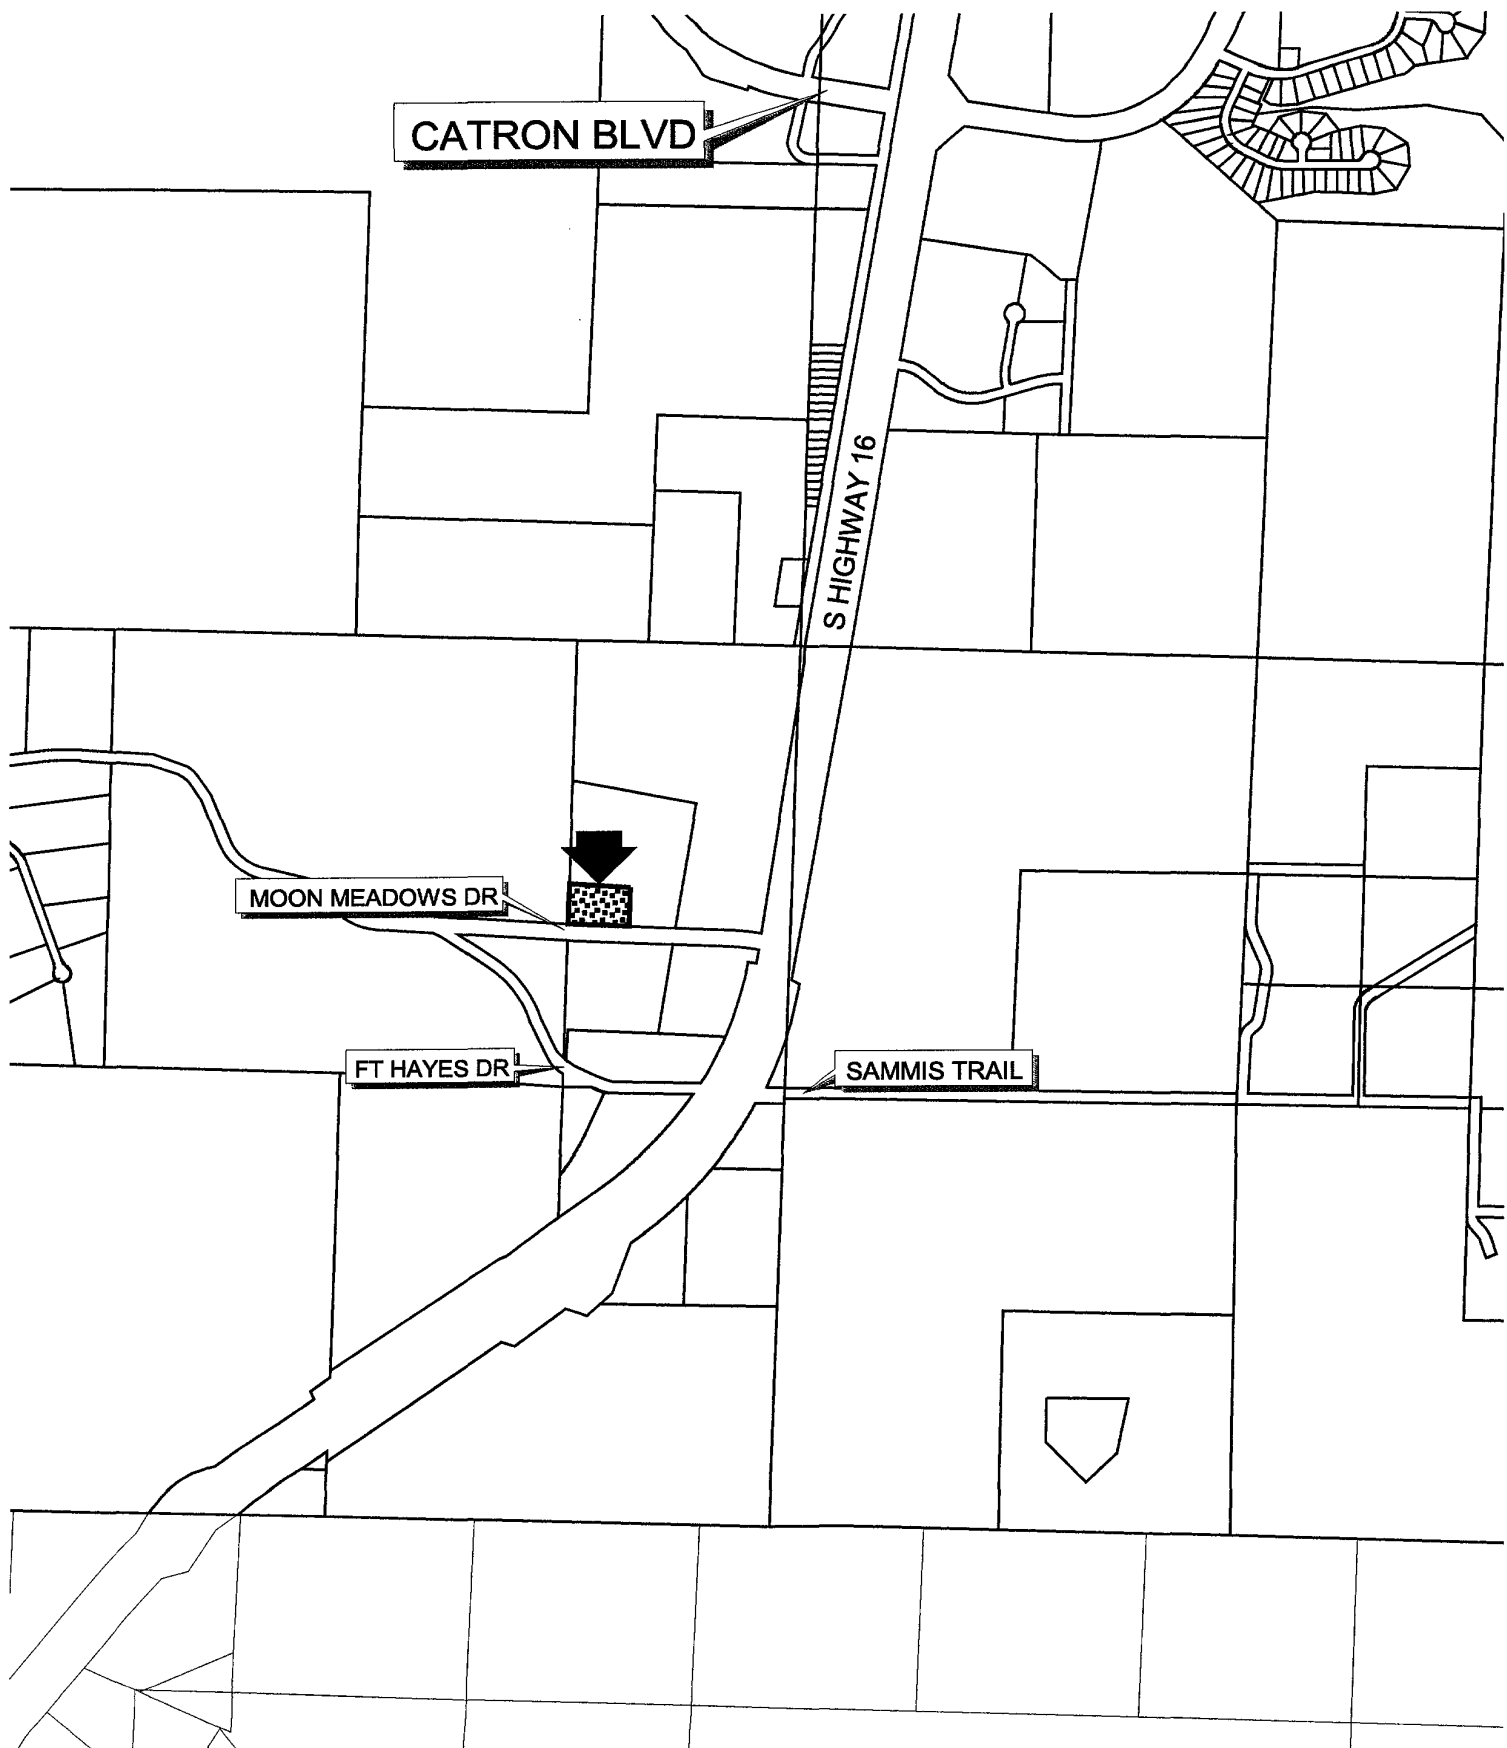 CATRON BLVD
S HIGHWAY 16
MOON MEADOWS DR
FT HAYES DR
SAMMIS TRAIL